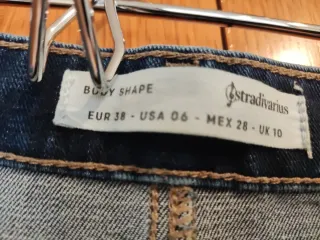 BODY SHAPE
stradivarius
EUR 38 - USA 06 - MEX 28 - UK 10